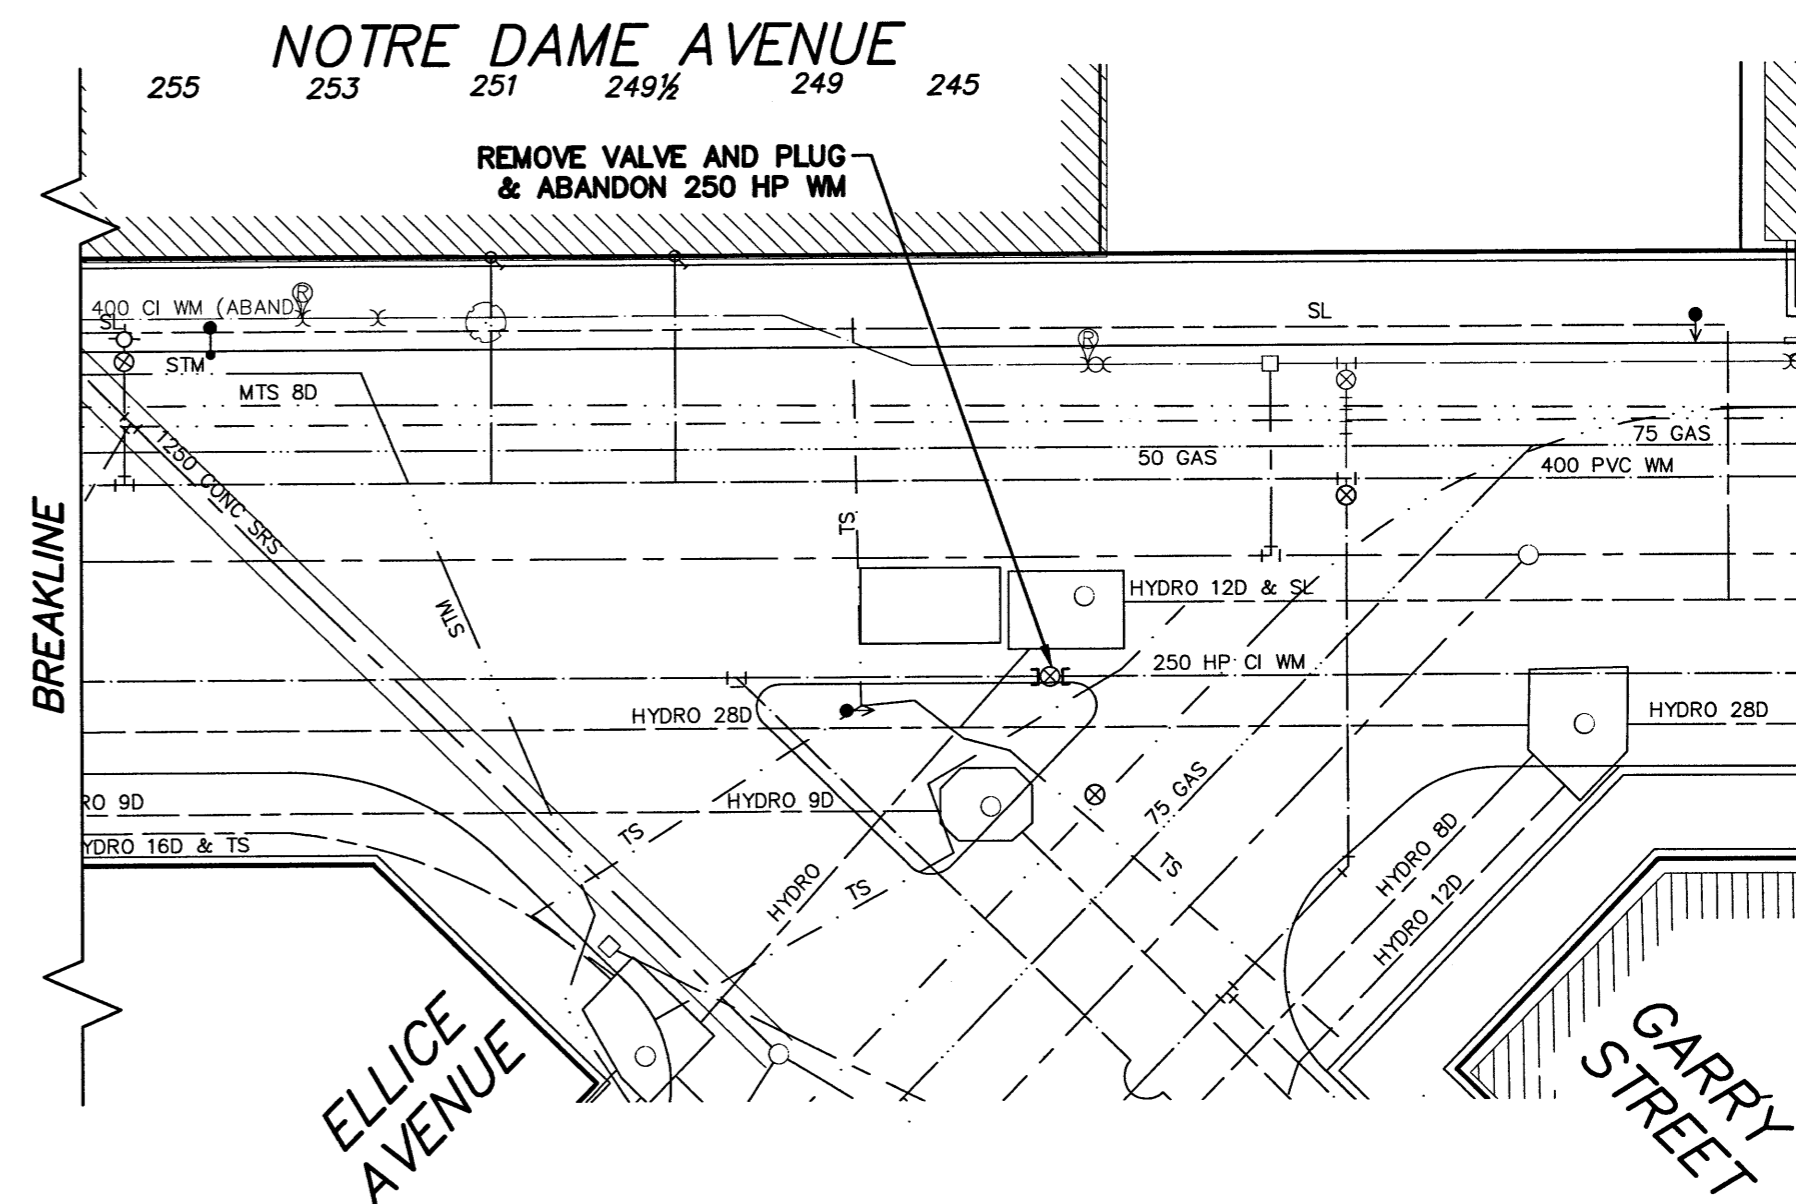 NOTRE DAME AVENUE
255 253 251 249½ 249 245
REMOVE VALVE AND PLUG
& ABANDON 250 HP WM
R
400 CI WM (ABAND)
SL
SL
R
STM
MTS 8D
75 GAS
50 GAS
400 PVC WM
1250 CONC SRS
TS
BREAKLINE
HYDRO 12D & SL
STM
250 HP CI WM
HYDRO 28D
HYDRO 28D
RO 9D
HYDRO 9D
75 GAS
TS
YDRO 16D & TS
HYDRO 8D
TS
TS
HYDRO
HYDRO 12D
ELLICE
AVENUE
GARRY
STREET